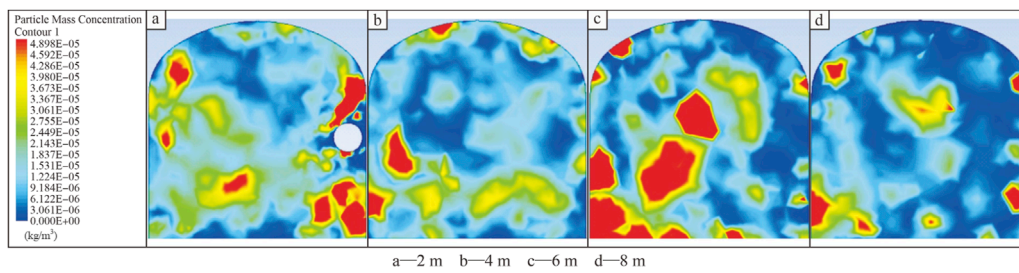 Particle Mass Concentration
Contour 1
4.898E−05
4.592E−05
4.286E−05
3.980E−05
3.673E−05
3.367E−05
3.061E−05
2.755E−05
2.449E−05
2.143E−05
1.837E−05
1.531E−05
1.224E−05
9.184E−06
6.122E−06
3.061E−06
0.000E+00
(kg/m³)
a
b
c
d
a—2 m b—4 m c—6 m d—8 m